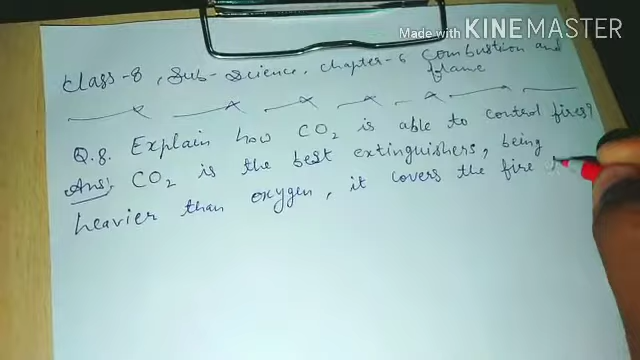 Made with KINEMASTER
Class-8, Sub-Science, Chapter-6 Combustion and
flame
Q.8. Explain how CO2 is able to control fires?
Ans: CO2 is the best extinguishers, being
heavier than oxygen, it covers the fire